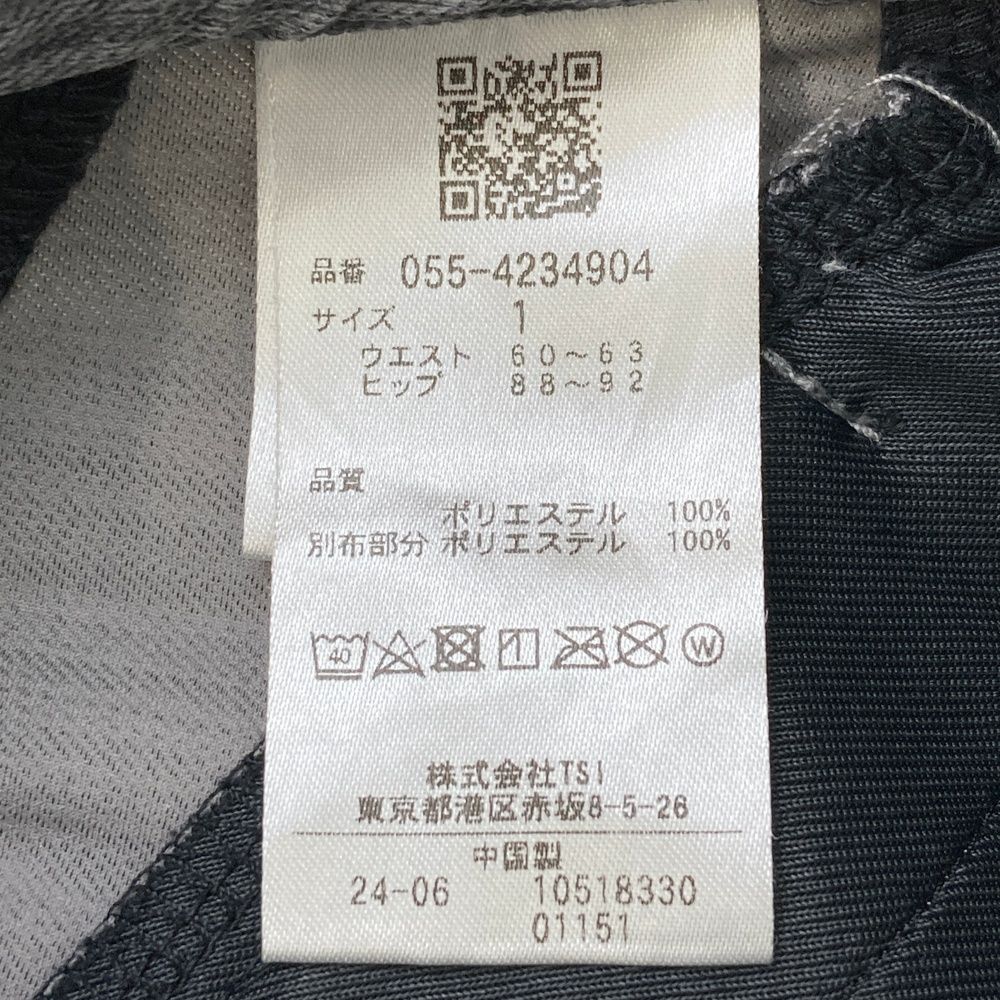 品番 055-4234904
サイズ 1
ウエスト 60～63
ヒップ 88～92
品質
ポリエステル 100%
別布部分 ポリエステル 100%
40 W
株式会社TSI
東京都港区赤坂8-5-26
中国製
24-06 10518330
01151